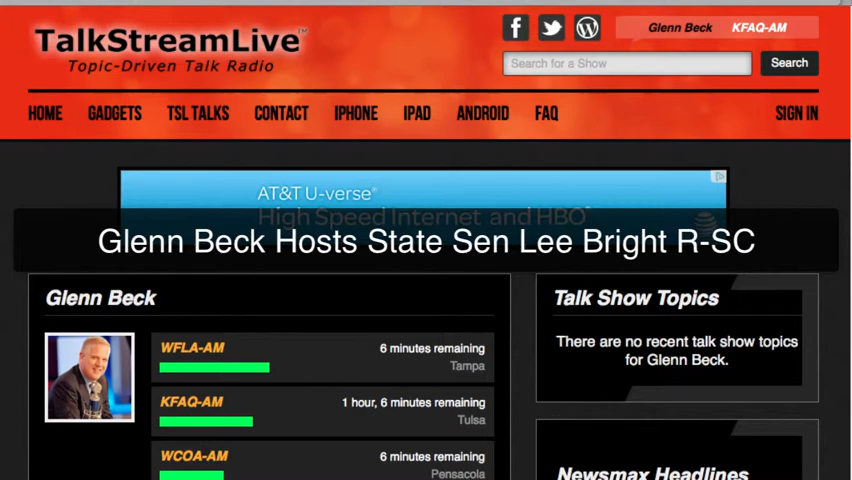 TalkStreamLive™
Topic-Driven Talk Radio
Glenn Beck KFAQ-AM
Search for a Show
Search
HOME GADGETS TSL TALKS CONTACT IPHONE IPAD ANDROID FAQ SIGN IN
AT&T U-verse®
High Speed Internet and HBO®
Glenn Beck Hosts State Sen Lee Bright R-SC
Glenn Beck
WFLA-AM 6 minutes remaining
Tampa
KFAQ-AM 1 hour, 6 minutes remaining
Tulsa
WCOA-AM 6 minutes remaining
Pensacola
Talk Show Topics
There are no recent talk show topics
for Glenn Beck.
Newsmax Headlines